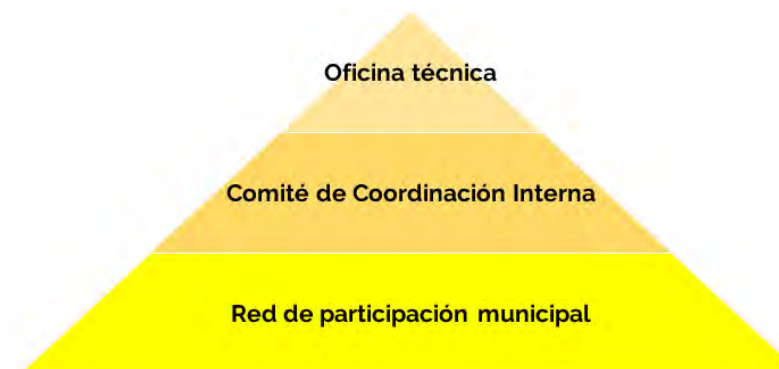 Oficina técnica
Comité de Coordinación Interna
Red de participación municipal